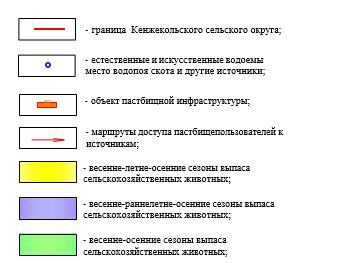 - граница Кенжекольского сельского округа;
- естественные и искусственные водоемы
место водопоя скота и другие источники;
- объект пастбищной инфраструктуры;
- маршруты доступа пастбищепользователей к
источникам;
- весенне-летне-осенние сезоны выпаса
сельскохозяйственных животных;
- весенне-раннелетне-осенние сезоны выпаса
сельскохозяйственных животных;
- весенне-осенние сезоны выпаса
сельскохозяйственных животных;